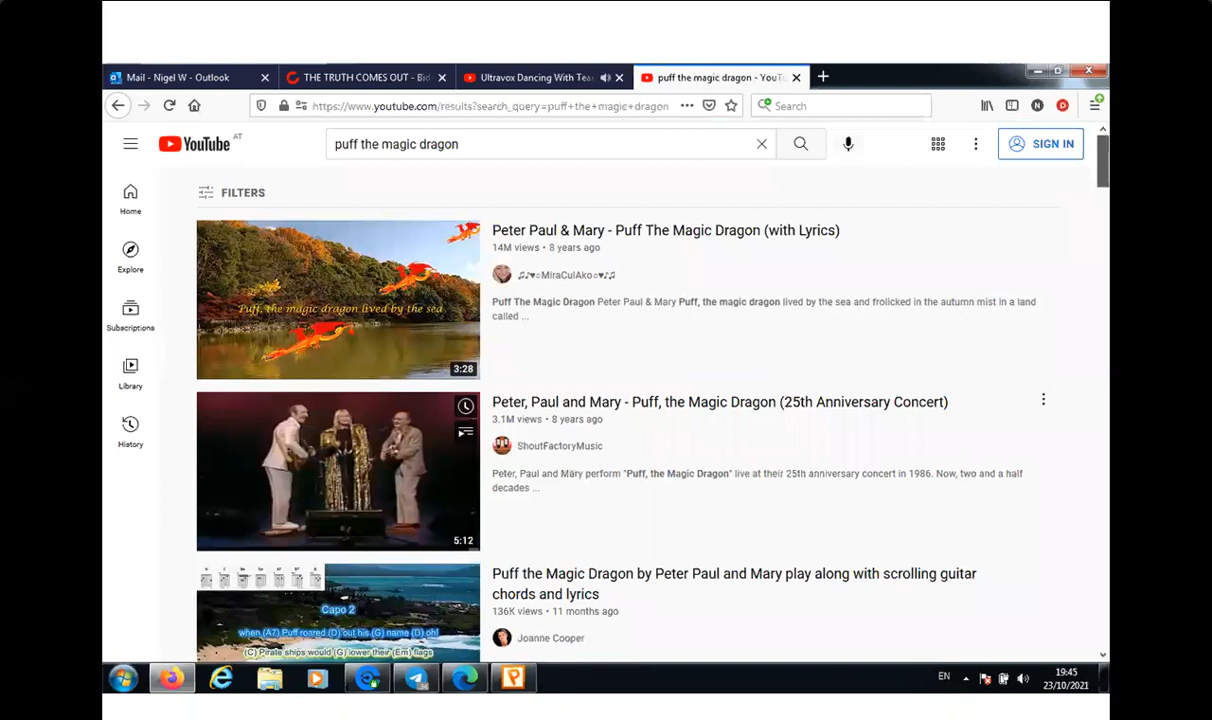 Mail - Nigel W - Outlook
THE TRUTH COMES OUT - Bid
Ultravox Dancing With Tea
puff the magic dragon - YouTu
https://www.youtube.com/results?search_query=puff+the+magic+dragon
Search
YouTube AT
puff the magic dragon
SIGN IN
FILTERS
Home
Explore
Subscriptions
Library
History
Puff, the magic dragon lived by the sea
3:28
Peter Paul & Mary - Puff The Magic Dragon (with Lyrics)
14M views • 8 years ago
♫♪♥○MiraCulAko○♥♪♫
Puff The Magic Dragon Peter Paul & Mary Puff, the magic dragon lived by the sea and frolicked in the autumn mist in a land
called ...
5:12
Peter, Paul and Mary - Puff, the Magic Dragon (25th Anniversary Concert)
3.1M views • 8 years ago
ShoutFactoryMusic
Peter, Paul and Mary perform "Puff, the Magic Dragon" live at their 25th anniversary concert in 1986. Now, two and a half
decades ...
Capo 2
when (A7) Puff roared (D) out his (G) name (D) oh!
(C) Pirate ships would (G) lower their (Em) flags
Puff the Magic Dragon by Peter Paul and Mary play along with scrolling guitar
chords and lyrics
136K views • 11 months ago
Joanne Cooper
EN
19:45
23/10/2021